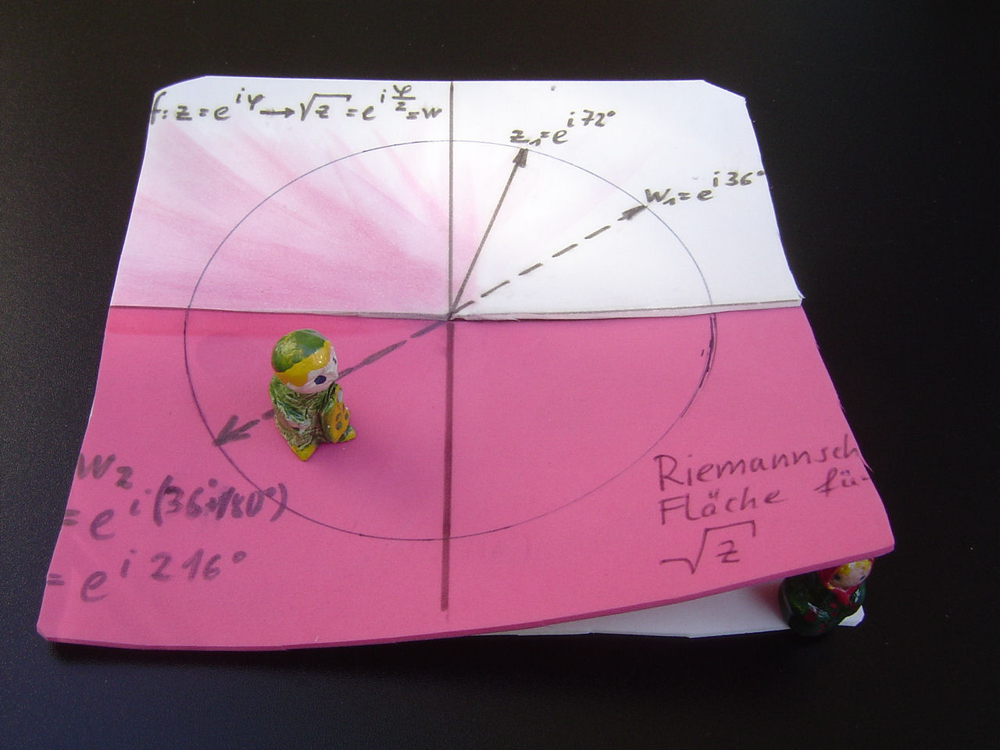 f: z = e^{iφ} → √z = e^{i φ/2} = w
z₁ = e^{i72°}
w₁ = e^{i36°}
w₂
= e^{i(36+180°)}
= e^{i216°}
Riemannsch
Fläche fü
√z